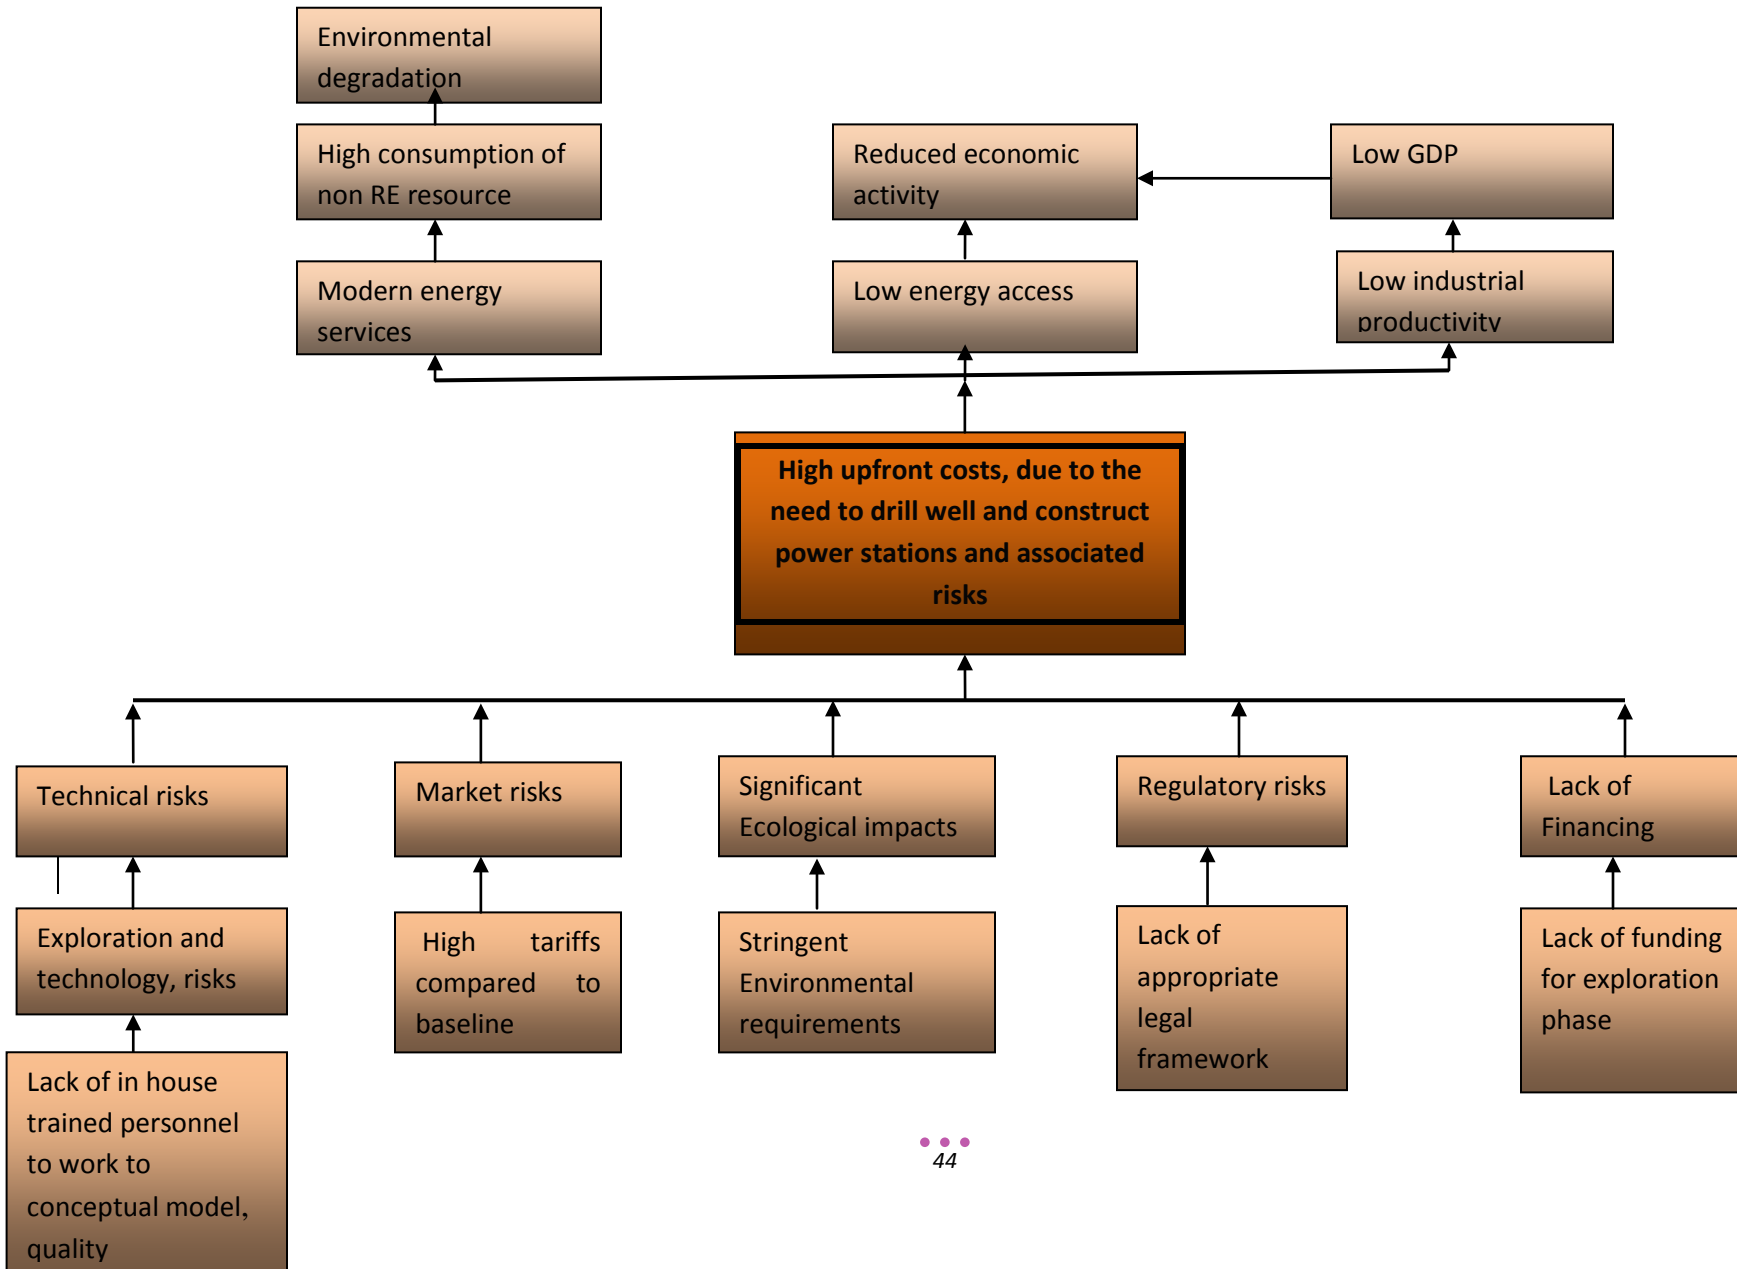 Environmental
degradation
High consumption of
non RE resource
Reduced economic
activity
Low GDP
Modern energy
services
Low energy access
Low industrial
productivity
High upfront costs, due to the
need to drill well and construct
power stations and associated
risks
Technical risks
Market risks
Significant
Ecological impacts
Regulatory risks
Lack of
Financing
Exploration and
technology, risks
High tariffs
compared to
baseline
Stringent
Environmental
requirements
Lack of
appropriate
legal
framework
Lack of funding
for exploration
phase
Lack of in house
trained personnel
to work to
conceptual model,
quality
44